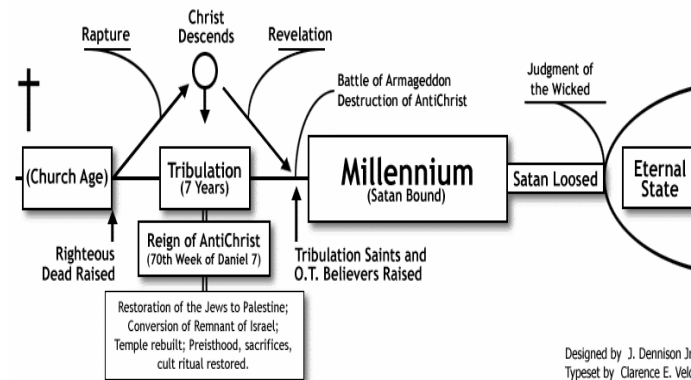 Christ
Descends
Rapture
Revelation
Battle of Armageddon
Destruction of AntiChrist
Judgment of
the Wicked
(Church Age)
Tribulation
(7 Years)
Millennium
(Satan Bound)
Satan Loosed
Eternal
State
Righteous
Dead Raised
Reign of AntiChrist
(70th Week of Daniel 7)
Tribulation Saints and
O.T. Believers Raised
Restoration of the Jews to Palestine;
Conversion of Remnant of Israel;
Temple rebuilt; Preisthood, sacrifices,
cult ritual restored.
Designed by J. Dennison Jr
Typeset by Clarence E.